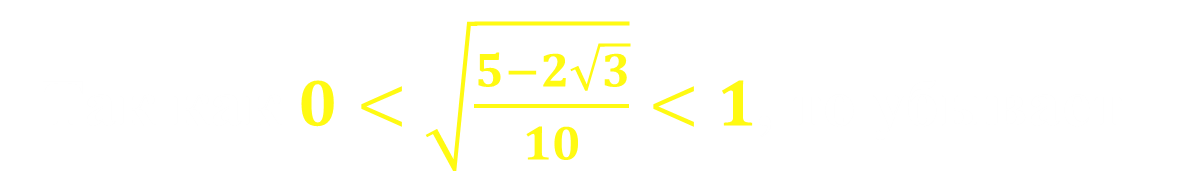 0 < √((5−2√3)/10) < 1